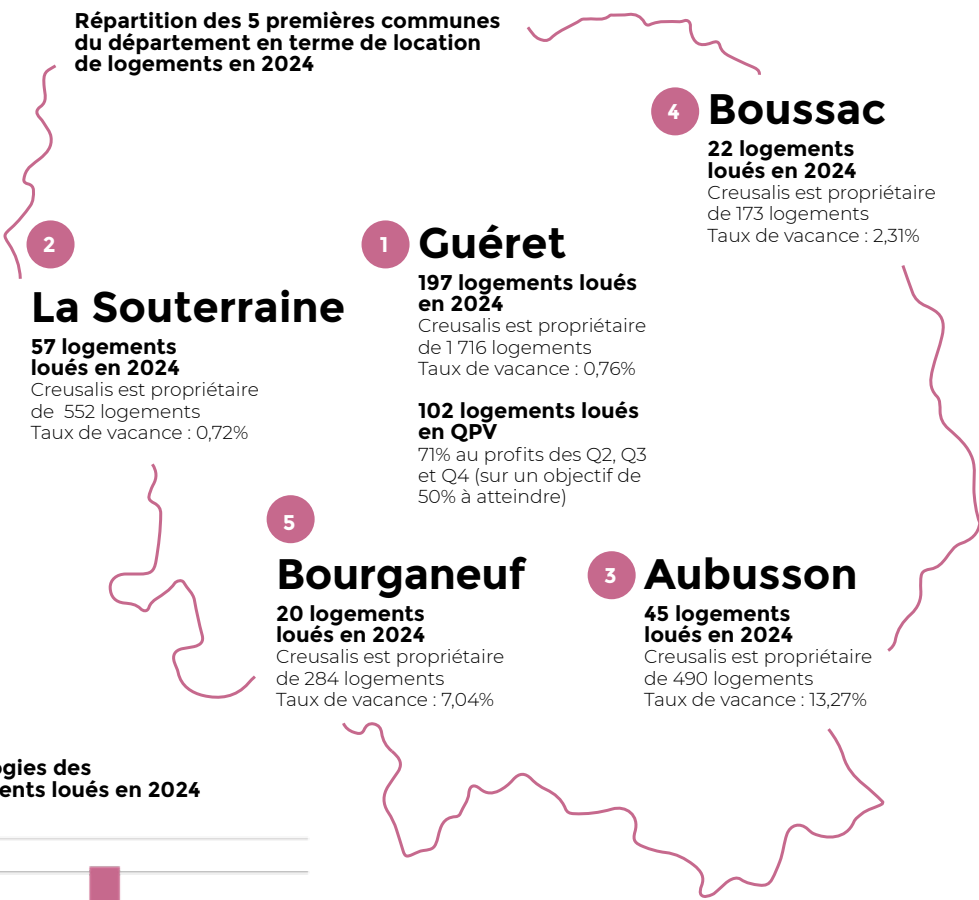 Répartition des 5 premières communes
du département en terme de location
de logements en 2024
4
Boussac
22 logements
loués en 2024
Creusalis est propriétaire
de 173 logements
Taux de vacance : 2,31%
2
La Souterraine
57 logements
loués en 2024
Creusalis est propriétaire
de 552 logements
Taux de vacance : 0,72%
1
Guéret
197 logements loués
en 2024
Creusalis est propriétaire
de 1 716 logements
Taux de vacance : 0,76%
102 logements loués
en QPV
71% au profits des Q2, Q3
et Q4 (sur un objectif de
50% à atteindre)
5
Bourganeuf
20 logements
loués en 2024
Creusalis est propriétaire
de 284 logements
Taux de vacance : 7,04%
3
Aubusson
45 logements
loués en 2024
Creusalis est propriétaire
de 490 logements
Taux de vacance : 13,27%
ogies des
ents loués en 2024